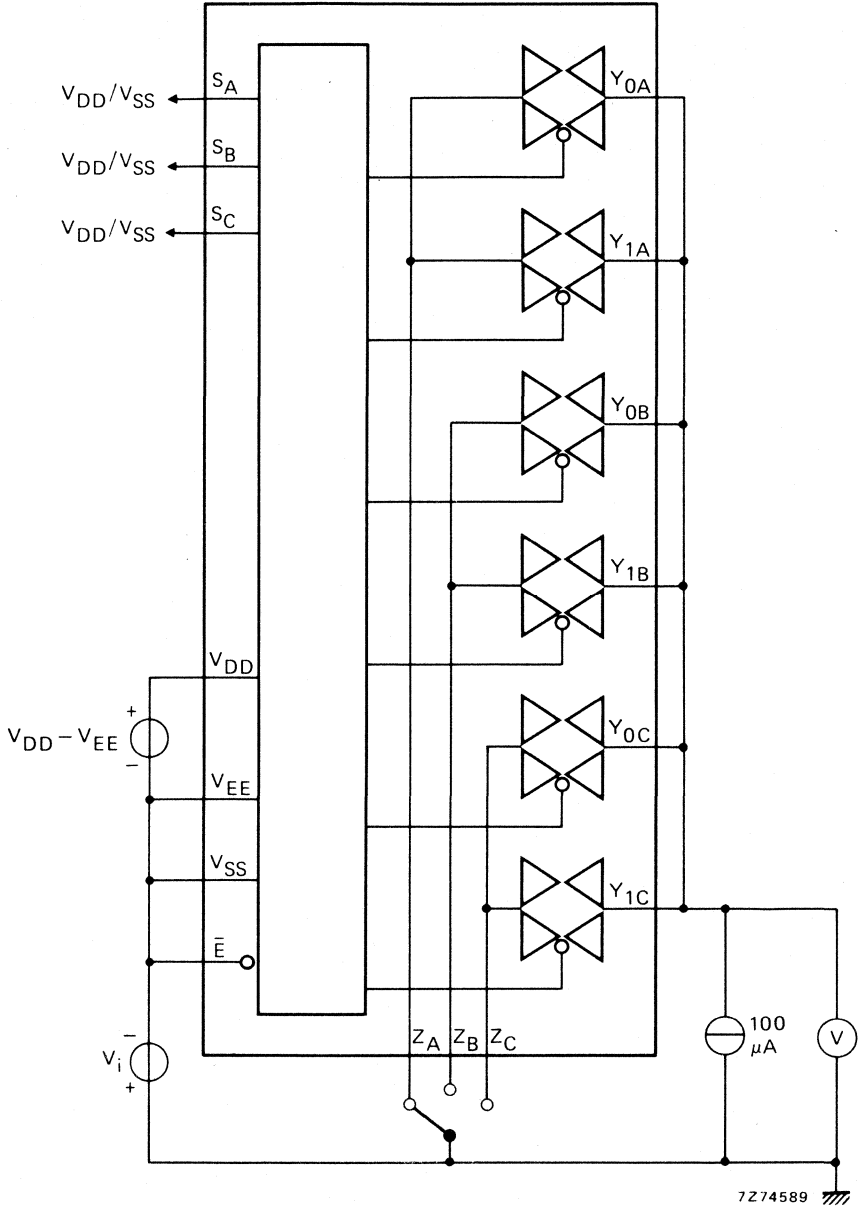 V_DD/V_SS S_A Y_0A
V_DD/V_SS S_B
V_DD/V_SS S_C
Y_1A
Y_0B
Y_1B
V_DD
+
V_DD − V_EE
−
Y_0C
V_EE
V_SS
Y_1C
Ē
−
V_i
+
Z_A Z_B Z_C
100
μA
V
7Z74589